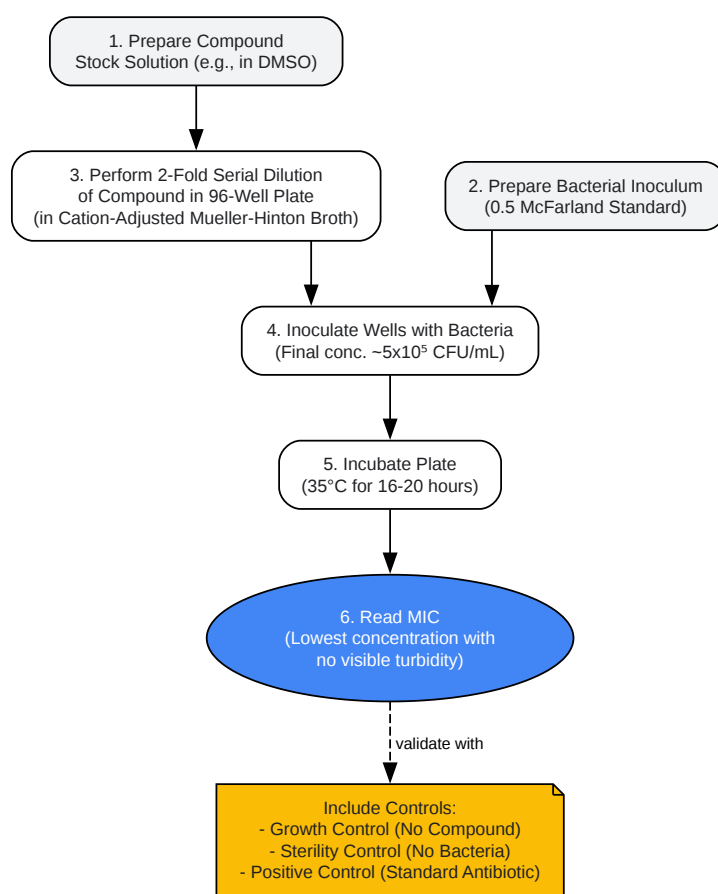 1. Prepare Compound
Stock Solution (e.g., in DMSO)
3. Perform 2-Fold Serial Dilution
of Compound in 96-Well Plate
(in Cation-Adjusted Mueller-Hinton Broth)
2. Prepare Bacterial Inoculum
(0.5 McFarland Standard)
4. Inoculate Wells with Bacteria
(Final conc. ~5x10⁵ CFU/mL)
5. Incubate Plate
(35°C for 16-20 hours)
6. Read MIC
(Lowest concentration with
no visible turbidity)
validate with
Include Controls:
- Growth Control (No Compound)
- Sterility Control (No Bacteria)
- Positive Control (Standard Antibiotic)